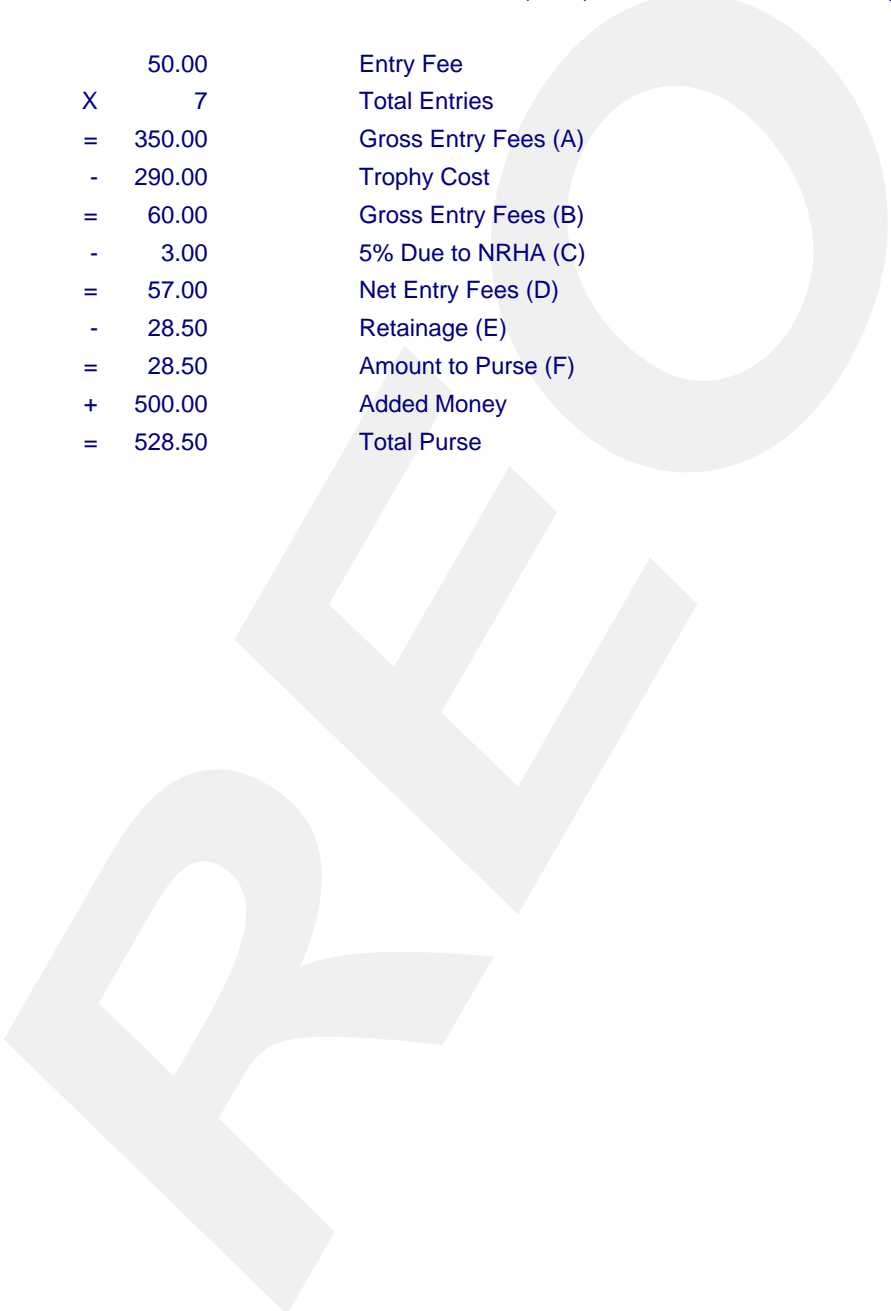 50.00 Entry Fee
X 7 Total Entries
= 350.00 Gross Entry Fees (A)
- 290.00 Trophy Cost
= 60.00 Gross Entry Fees (B)
- 3.00 5% Due to NRHA (C)
= 57.00 Net Entry Fees (D)
- 28.50 Retainage (E)
= 28.50 Amount to Purse (F)
+ 500.00 Added Money
= 528.50 Total Purse
REO